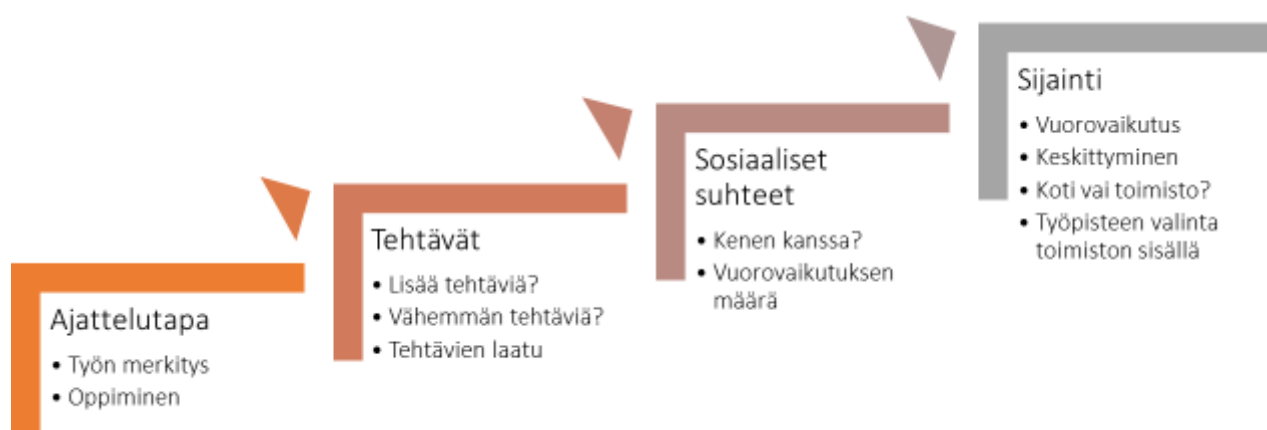 Ajattelutapa
• Työn merkitys
• Oppiminen
Tehtävät
• Lisää tehtäviä?
• Vähemmän tehtäviä?
• Tehtävien laatu
Sosiaaliset
suhteet
• Kenen kanssa?
• Vuorovaikutuksen
määrä
Sijainti
• Vuorovaikutus
• Keskittyminen
• Koti vai toimisto?
• Työpisteen valinta
toimiston sisällä